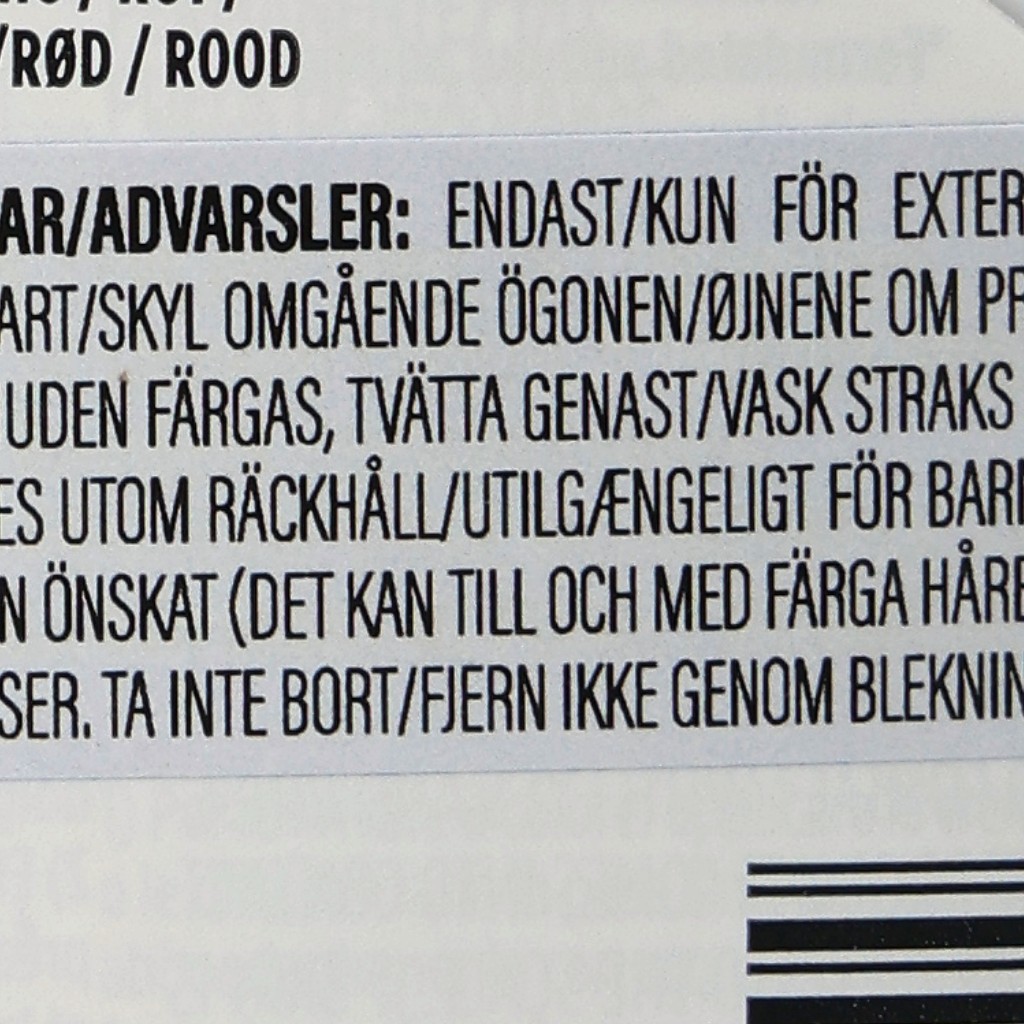 /RØD / ROOD
AR/ADVARSLER: ENDAST/KUN FÖR EXTER
ART/SKYL OMGÅENDE ÖGONEN/ØJNENE OM PR
UDEN FÄRGAS, TVÄTTA GENAST/VASK STRAKS
ES UTOM RÄCKHÅLL/UTILGÆNGELIGT FÖR BARN
N ÖNSKAT (DET KAN TILL OCH MED FÄRGA HÅRE
SER. TA INTE BORT/FJERN IKKE GENOM BLEKNIN